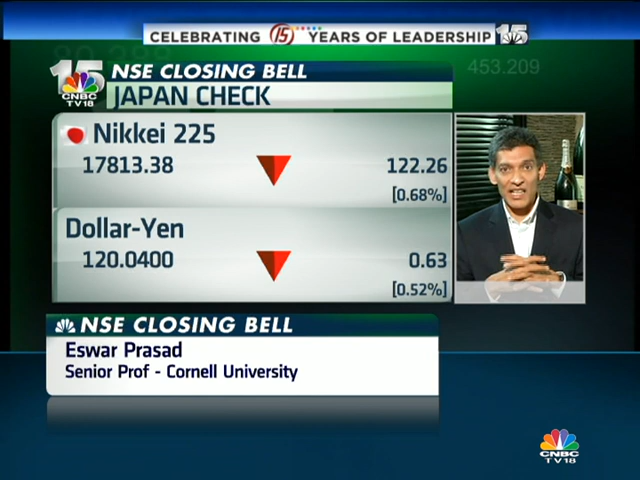 CELEBRATING 15 YEARS OF LEADERSHIP 15
453.209
15 NSE CLOSING BELL
CNBC
TV18
JAPAN CHECK
Nikkei 225
17813.38 122.26
[0.68%]
Dollar-Yen
120.0400 0.63
[0.52%]
NSE CLOSING BELL
Eswar Prasad
Senior Prof - Cornell University
CNBC
TV18